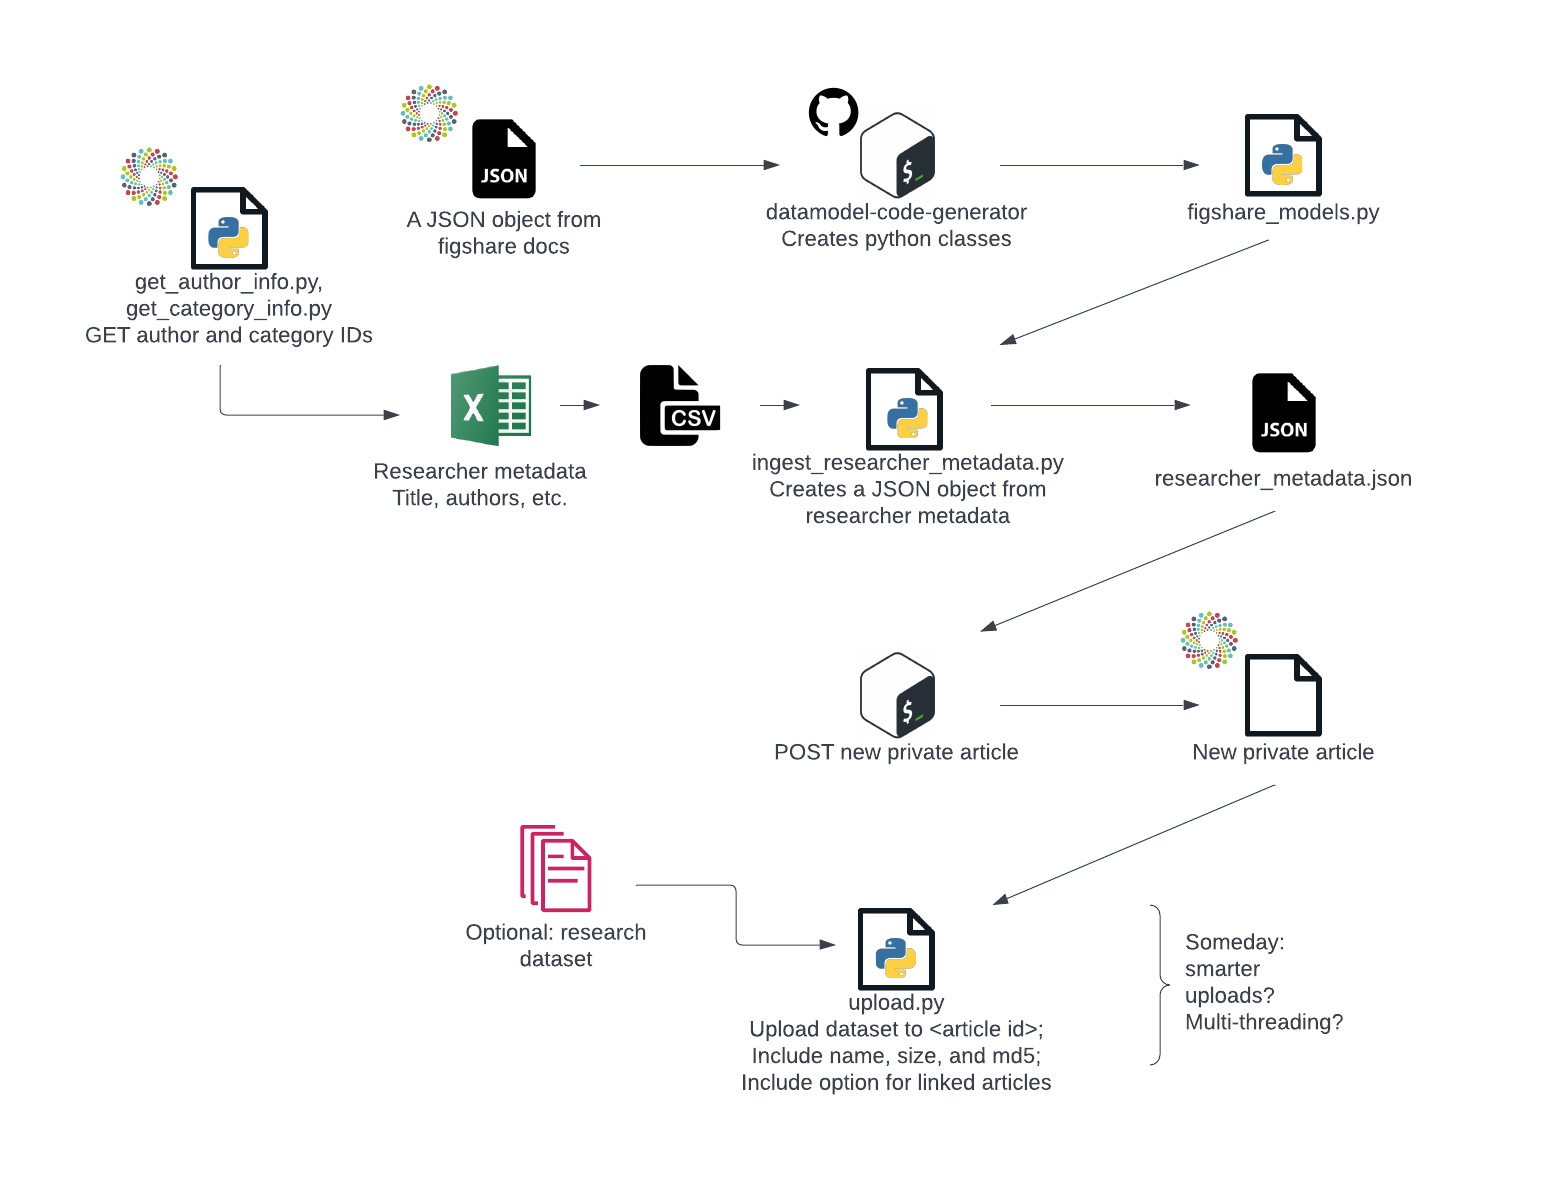 JSON
A JSON object from
figshare docs
$
datamodel-code-generator
Creates python classes
figshare_models.py
get_author_info.py,
get_category_info.py
GET author and category IDs
X
Researcher metadata
Title, authors, etc.
CSV
ingest_researcher_metadata.py
Creates a JSON object from
researcher metadata
JSON
researcher_metadata.json
$
POST new private article
New private article
Optional: research
dataset
upload.py
Upload dataset to <article id>;
Include name, size, and md5;
Include option for linked articles
Someday:
smarter
uploads?
Multi-threading?